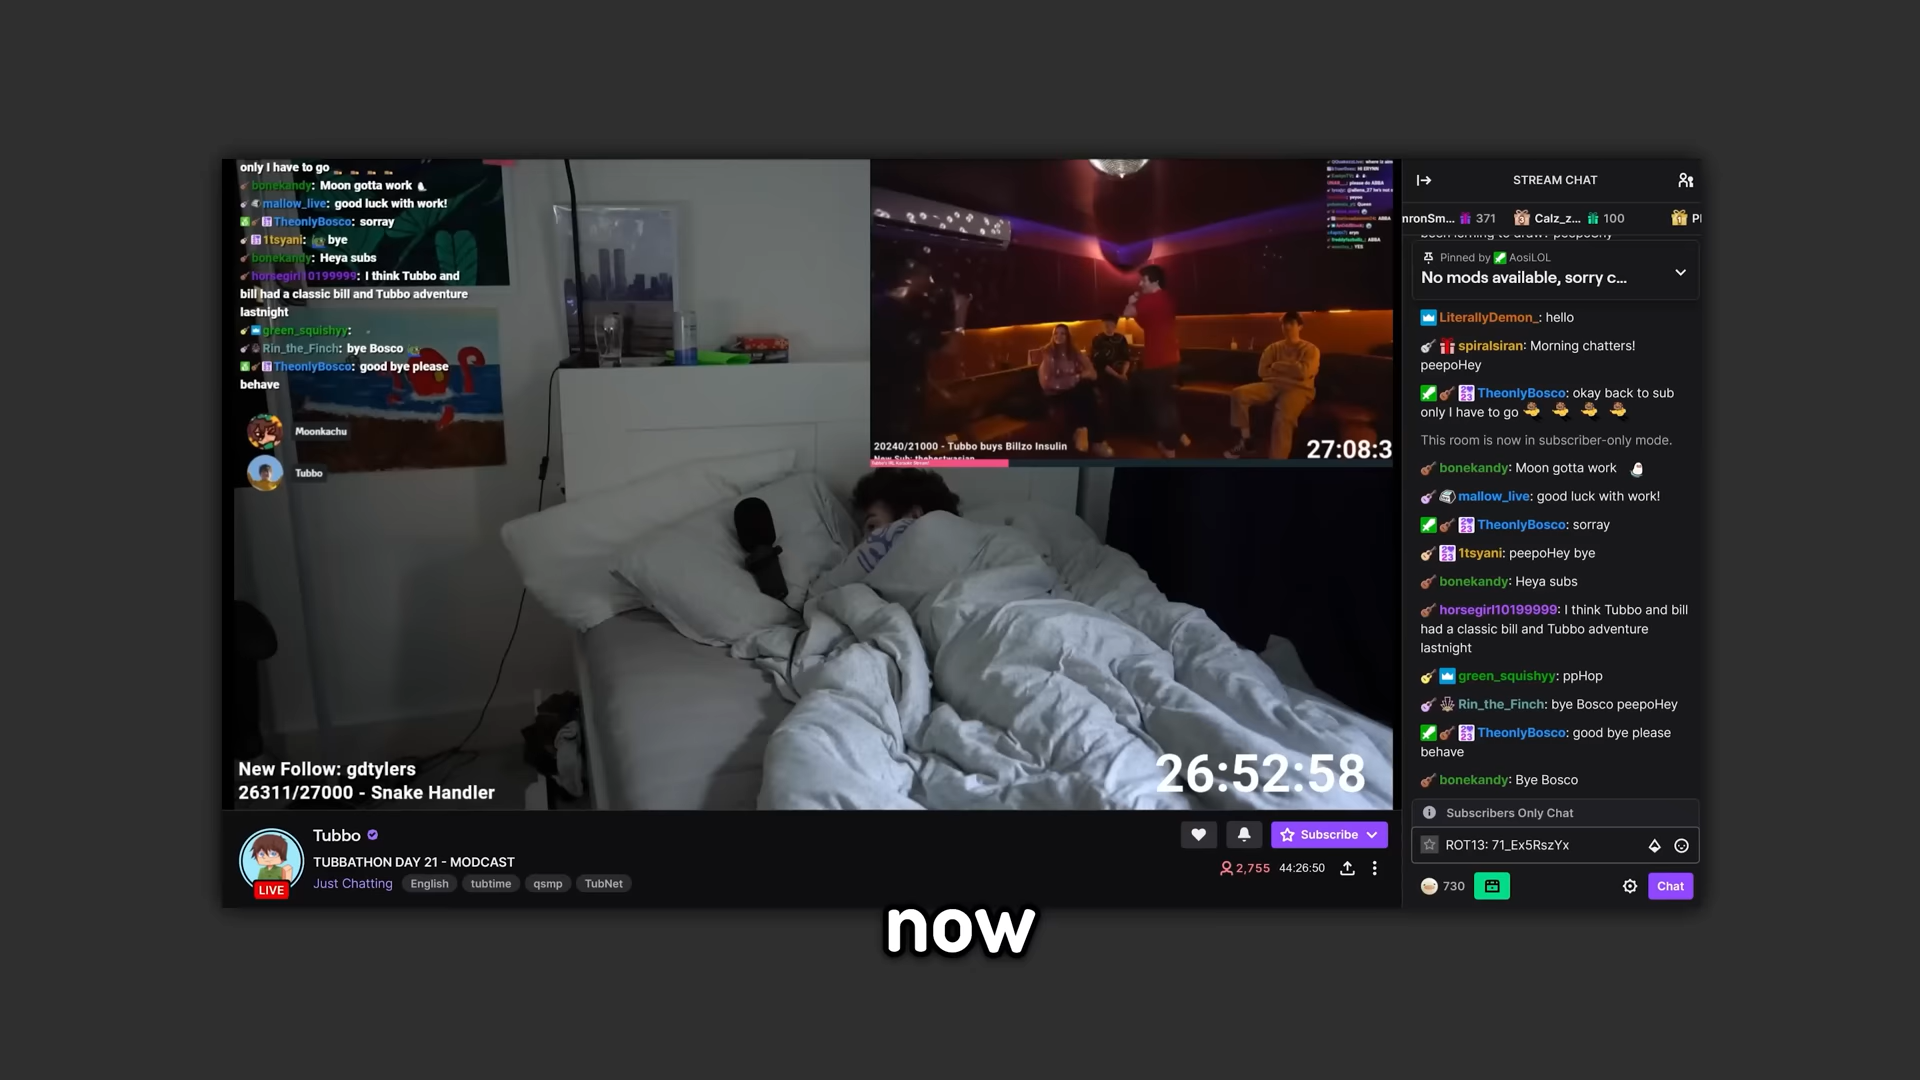 only I have to go
bonekandy: Moon gotta work
mallow_live: good luck with work!
TheonlyBosco: sorray
1tsyani: bye
bonekandy: Heya subs
horsegirl10199999: I think Tubbo and
bill had a classic bill and Tubbo adventure
lastnight
green_squishyy:
Rin_the_Finch: bye Bosco
TheonlyBosco: good bye please
behave
Moonkachu
Tubbo
20240/21000 - Tubbo buys Billzo Insulin
27:08:3
New Follow: gdtylers
26311/27000 - Snake Handler
26:52:58
Tubbo
TUBBATHON DAY 21 - MODCAST
Just Chatting
English
tubtime
qsmp
TubNet
LIVE
Subscribe
2,755
44:26:50
STREAM CHAT
nronSm... 371
Calz_z... 100
Pinned by AosiLOL
No mods available, sorry c...
LiterallyDemon_: hello
spiralsiran: Morning chatters!
peepoHey
TheonlyBosco: okay back to sub
only I have to go
This room is now in subscriber-only mode.
bonekandy: Moon gotta work
mallow_live: good luck with work!
TheonlyBosco: sorray
1tsyani: peepoHey bye
bonekandy: Heya subs
horsegirl10199999: I think Tubbo and bill
had a classic bill and Tubbo adventure
lastnight
green_squishyy: ppHop
Rin_the_Finch: bye Bosco peepoHey
TheonlyBosco: good bye please
behave
bonekandy: Bye Bosco
Subscribers Only Chat
ROT13: 71_Ex5RszYx
730
Chat
now